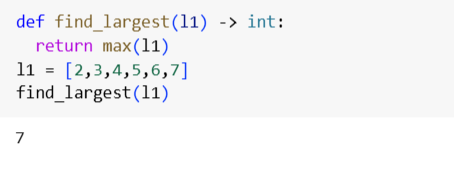 def find_largest(l1) -> int:
  return max(l1)
l1 = [2,3,4,5,6,7]
find_largest(l1)
7